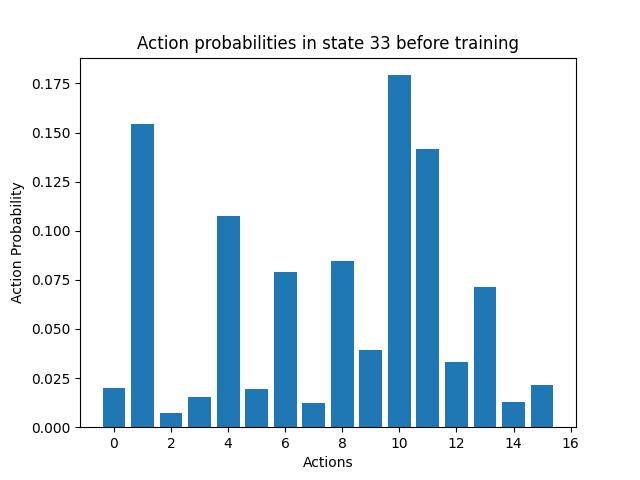 Action probabilities in state 33 before training
Action Probability
0.175
0.150
0.125
0.100
0.075
0.050
0.025
0.000
0 2 4 6 8 10 12 14 16
Actions